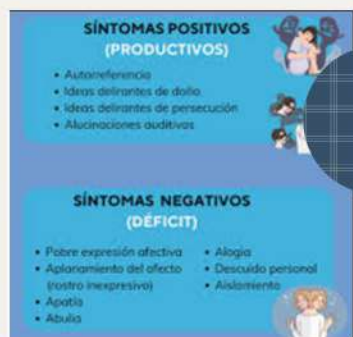 SÍNTOMAS POSITIVOS
(PRODUCTIVOS)
• Autorreferencia
• Ideas delirantes de daño
• Ideas delirantes de persecución
• Alucinaciones auditivas
SÍNTOMAS NEGATIVOS
(DÉFICIT)
• Pobre expresión afectiva
• Aplanamiento del afecto
(rostro inexpresivo)
• Apatía
• Abulia
• Alogia
• Descuido personal
• Aislamiento